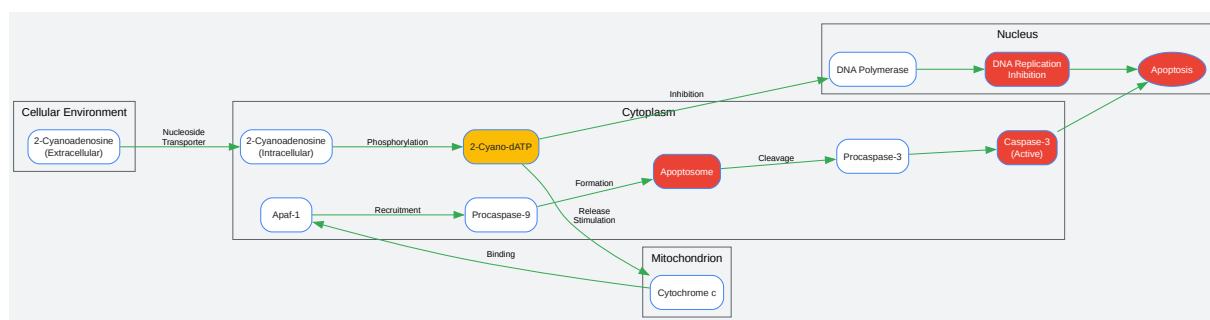 Nucleus
DNA Polymerase
DNA Replication
Inhibition
Apoptosis
Inhibition
Cellular Environment
2-Cyanoadenosine
(Extracellular)
Nucleoside
Transporter
Cytoplasm
2-Cyanoadenosine
(Intracellular)
Phosphorylation
2-Cyano-dATP
Apoptosome
Cleavage
Procaspase-3
Caspase-3
(Active)
Formation
Apaf-1
Recruitment
Procaspase-9
Release
Stimulation
Binding
Mitochondrion
Cytochrome c